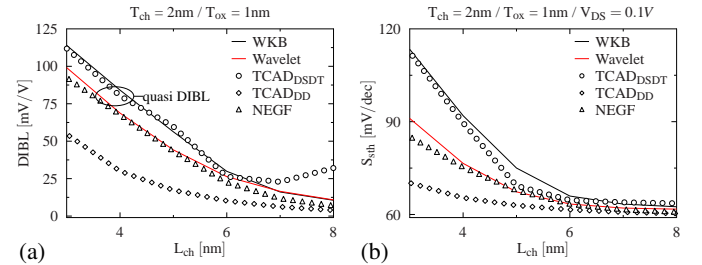 T_ch = 2nm / T_ox = 1nm
125
100
75
50
25
0
DIBL [mV/V]
WKB
Wavelet
TCAD_DSDT
TCAD_DD
NEGF
quasi DIBL
4
6
8
L_ch [nm]
(a)
T_ch = 2nm / T_ox = 1nm / V_DS = 0.1V
120
90
60
S_sth [mV/dec]
WKB
Wavelet
TCAD_DSDT
TCAD_DD
NEGF
4
6
8
L_ch [nm]
(b)